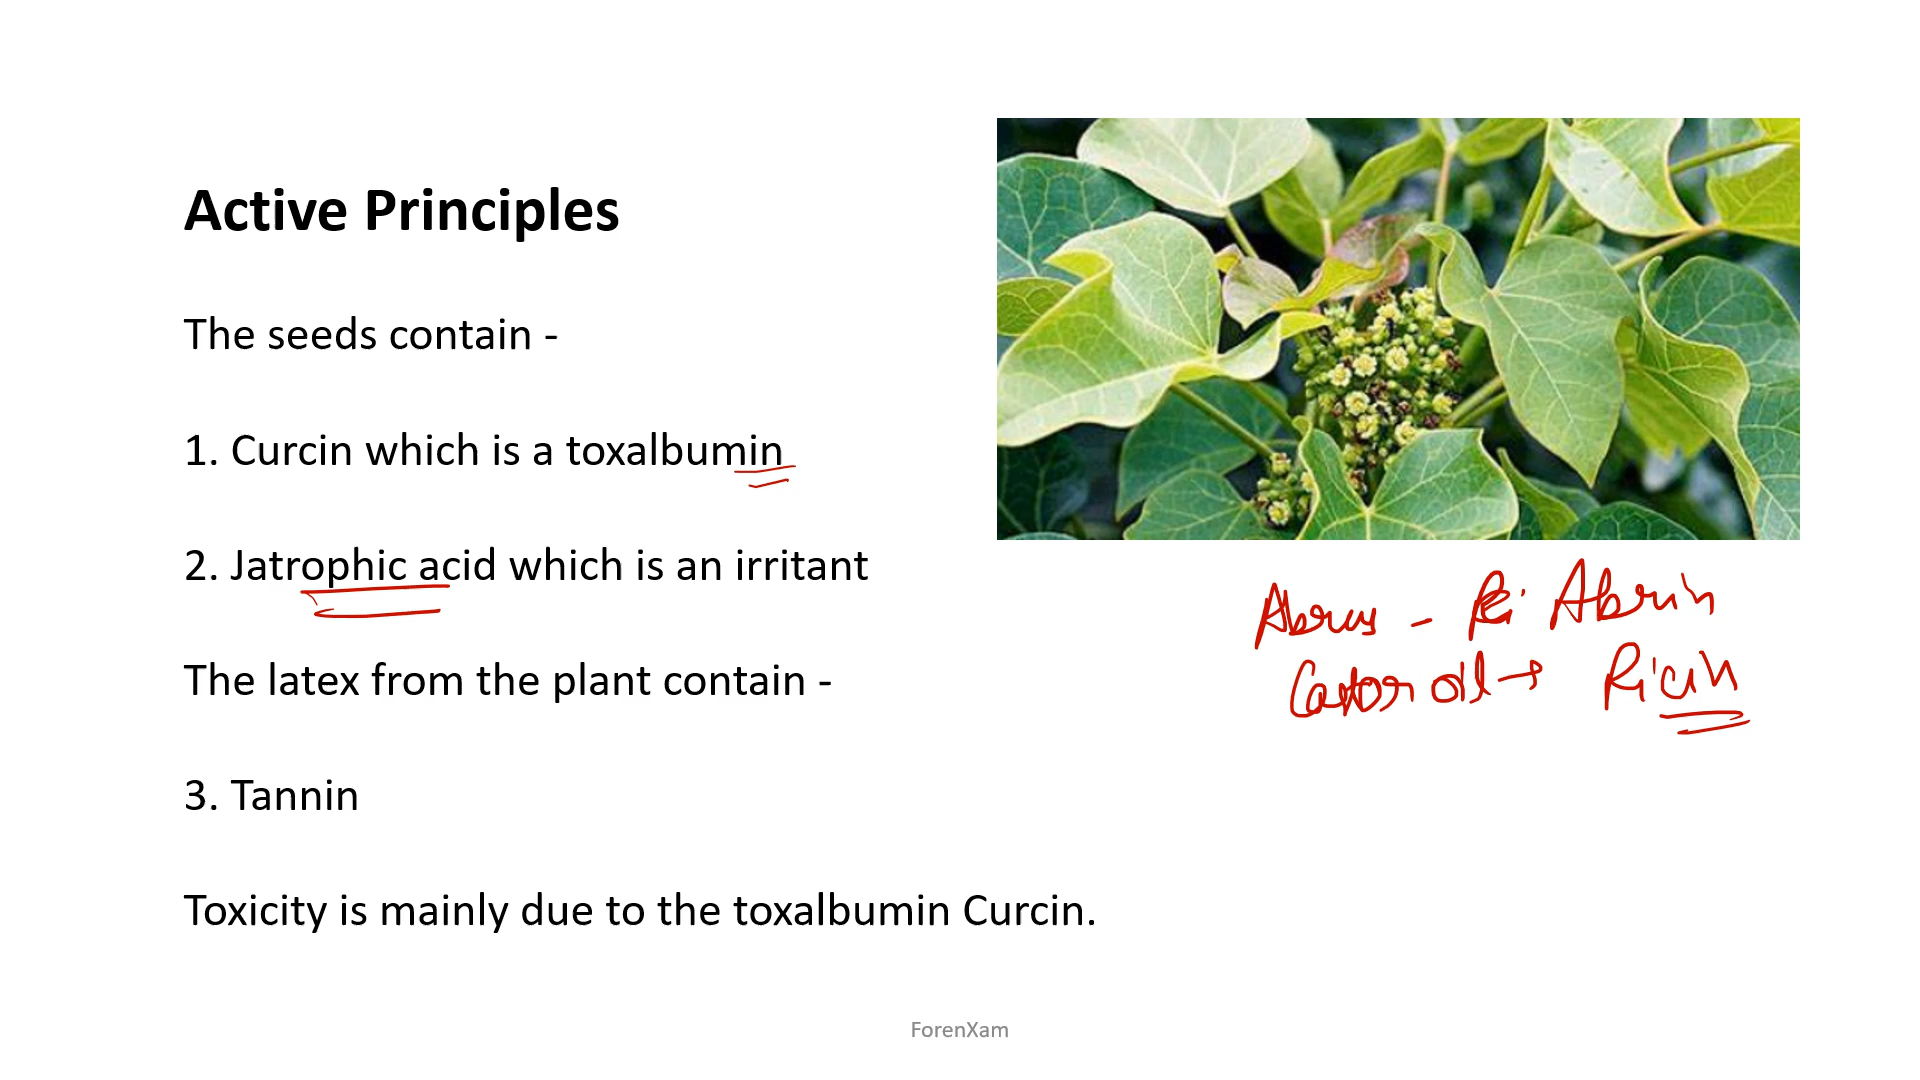 Active Principles
The seeds contain -
1. Curcin which is a toxalbumin
2. Jatrophic acid which is an irritant
The latex from the plant contain -
3. Tannin
Toxicity is mainly due to the toxalbumin Curcin.
Abrus - Abrin
Castor oil → Ricin
ForenXam